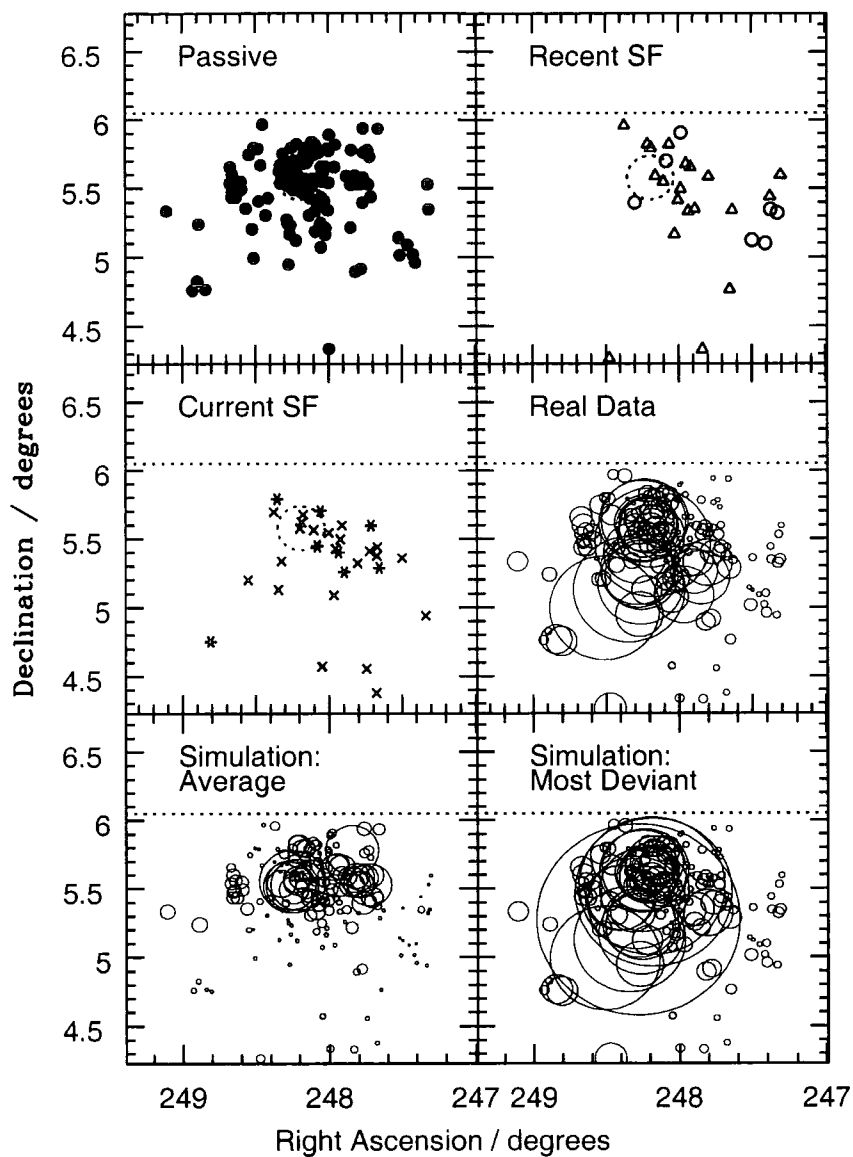 6.5
Passive
Recent SF
6
5.5
5
4.5
Current SF
Real Data
6.5
6
5.5
5
4.5
Simulation:
Average
Simulation:
Most Deviant
6.5
6
5.5
5
4.5
Declination / degrees
249
248
247
249
248
247
Right Ascension / degrees